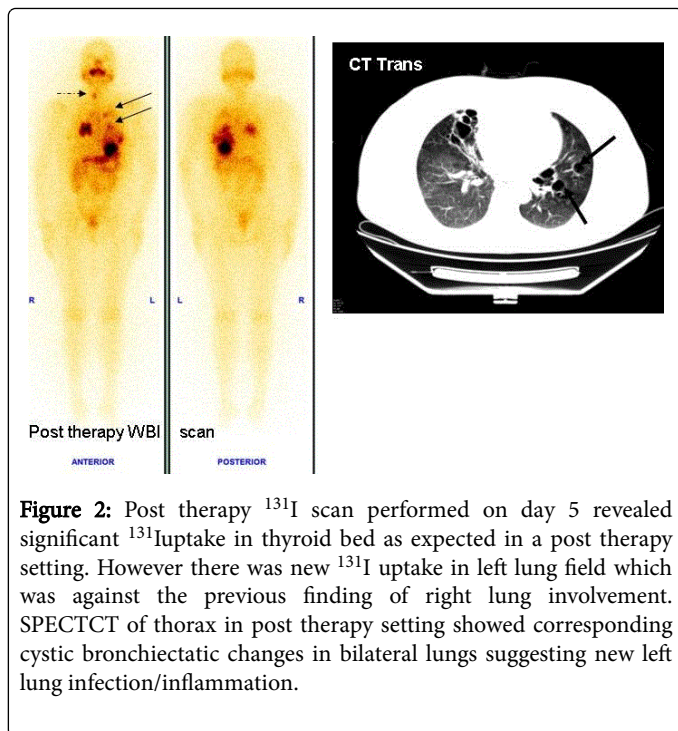 CT Trans
R
L
L
R
Post therapy WBI scan
ANTERIOR
POSTERIOR
Figure 2: Post therapy ¹³¹I scan performed on day 5 revealed
significant ¹³¹Iuptake in thyroid bed as expected in a post therapy
setting. However there was new ¹³¹I uptake in left lung field which
was against the previous finding of right lung involvement.
SPECTCT of thorax in post therapy setting showed corresponding
cystic bronchiectatic changes in bilateral lungs suggesting new left
lung infection/inflammation.